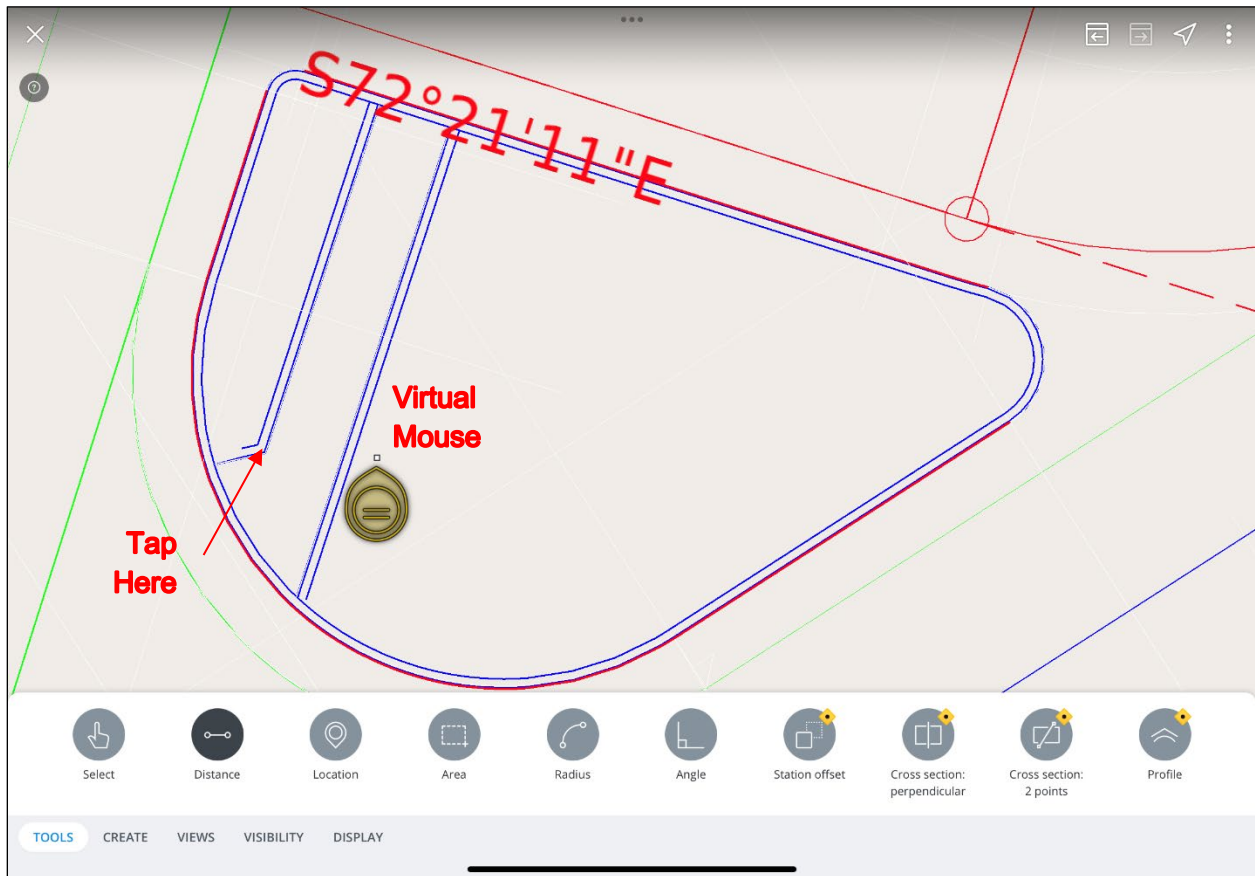 S72°21'11"E
Virtual
Mouse
Tap
Here
Select
Distance
Location
Area
Radius
Angle
Station offset
Cross section:
perpendicular
Cross section:
2 points
Profile
TOOLS CREATE VIEWS VISIBILITY DISPLAY